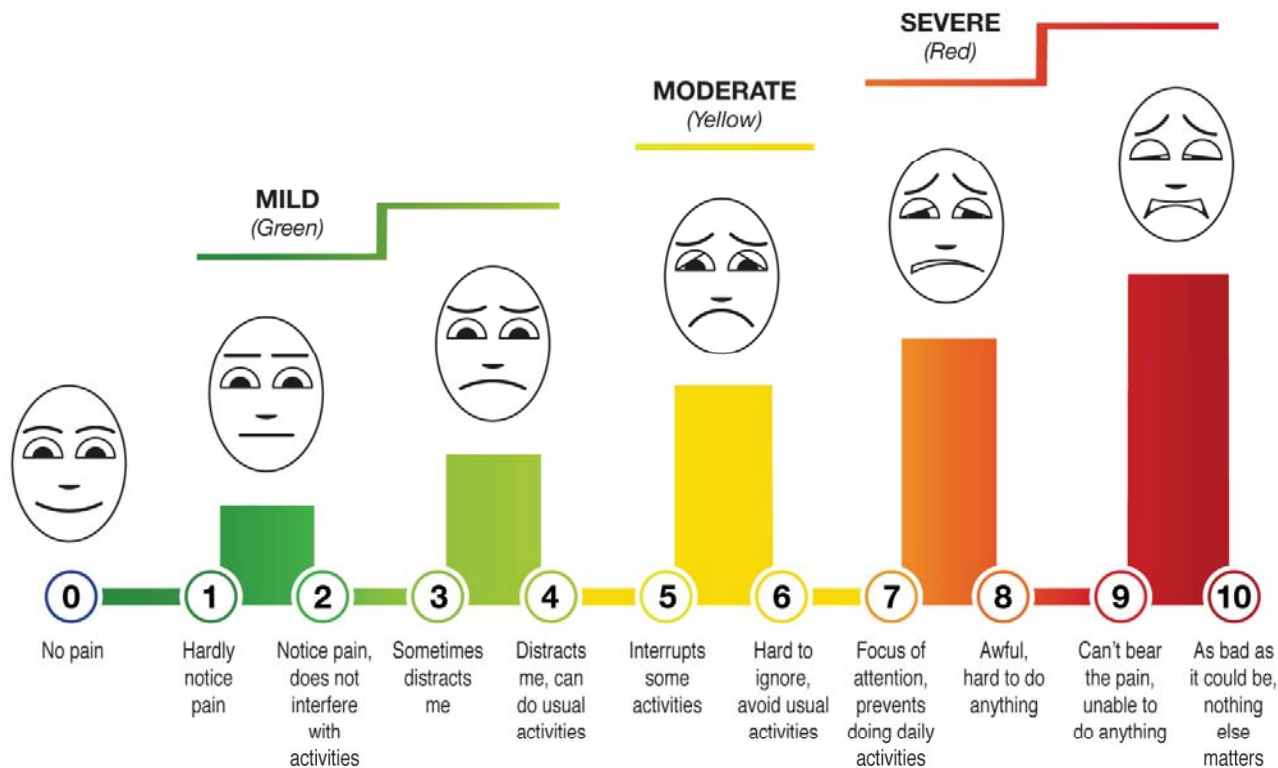 SEVERE
(Red)
MODERATE
(Yellow)
MILD
(Green)
0
1
2
3
4
5
6
7
8
9
10
No pain
Hardly
notice
pain
Notice pain,
does not
interfere
with
activities
Sometimes
distracts
me
Distracts
me, can
do usual
activities
Interrupts
some
activities
Hard to
ignore,
avoid usual
activities
Focus of
attention,
prevents
doing daily
activities
Awful,
hard to do
anything
Can't bear
the pain,
unable to
do anything
As bad as
it could be,
nothing
else
matters